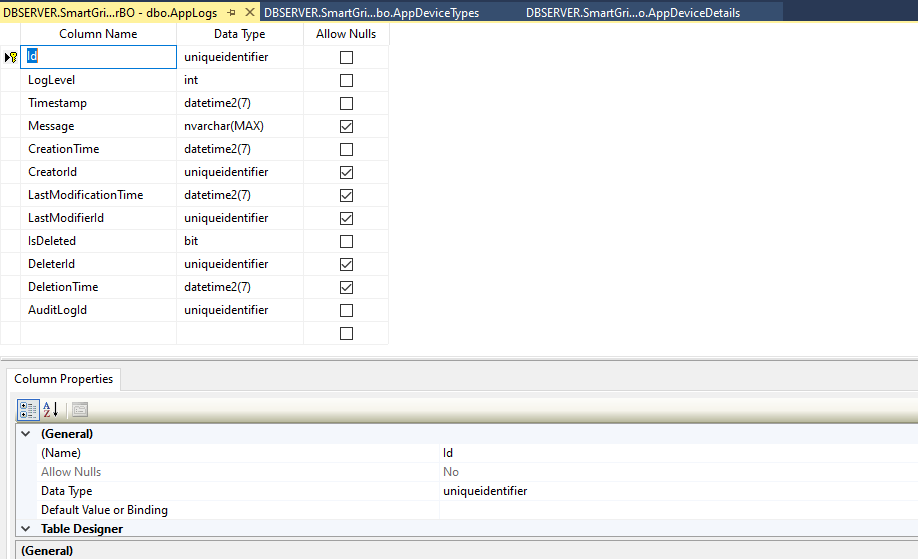 DBSERVER.SmartGri...rBO - dbo.AppLogs DBSERVER.SmartGri...bo.AppDeviceTypes DBSERVER.SmartGri...o.AppDeviceDetails
Column Name Data Type Allow Nulls
Id uniqueidentifier
LogLevel int
Timestamp datetime2(7)
Message nvarchar(MAX)
CreationTime datetime2(7)
CreatorId uniqueidentifier
LastModificationTime datetime2(7)
LastModifierId uniqueidentifier
IsDeleted bit
DeleterId uniqueidentifier
DeletionTime datetime2(7)
AuditLogId uniqueidentifier
Column Properties
(General)
(Name) Id
Allow Nulls No
Data Type uniqueidentifier
Default Value or Binding
Table Designer
(General)